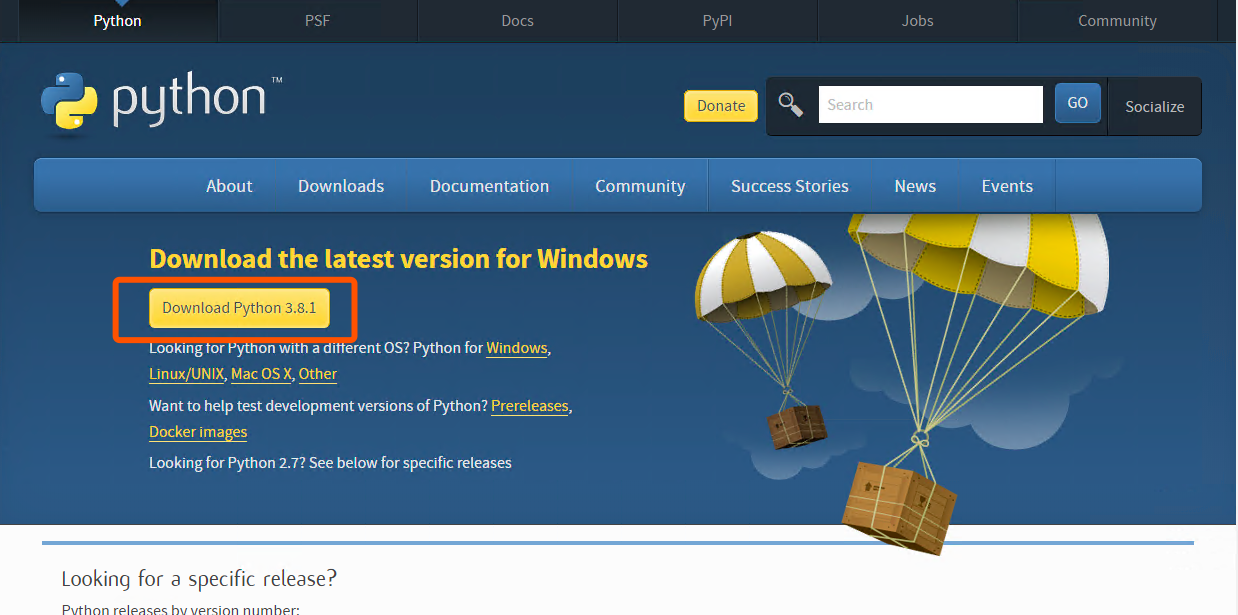 Python PSF Docs PyPI Jobs Community
python™
Donate Search GO Socialize
About Downloads Documentation Community Success Stories News Events
Download the latest version for Windows
Download Python 3.8.1
Looking for Python with a different OS? Python for Windows,
Linux/UNIX, Mac OS X, Other
Want to help test development versions of Python? Prereleases,
Docker images
Looking for Python 2.7? See below for specific releases
Looking for a specific release?
Python releases by version number: